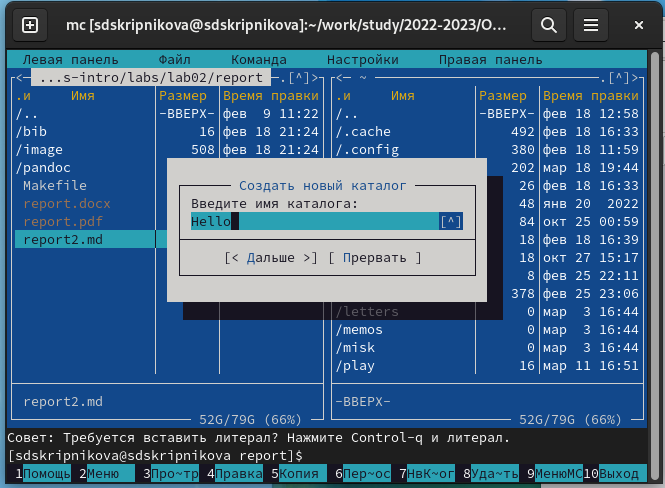 mc [sdskripnikova@sdskripnikova]:~/work/study/2022-2023/О…
Левая панель Файл Команда Настройки Правая панель
<— ...s-intro/labs/lab02/report —.[^]> <— ~ —.[^]>
.и Имя Размер Время правки .и Имя Размер Время правки
/.. -ВВЕРХ- фев 9 11:22 /.. -ВВЕРХ- фев 18 12:58
/bib 16 фев 18 21:24 /.cache 492 фев 18 16:33
/image 508 фев 18 21:24 /.config 380 фев 18 11:59
/pandoc 202 мар 18 19:44
Makefile 26 фев 18 16:33
report.docx 48 янв 20 2022
report.pdf 84 окт 25 00:59
report2.md 18 фев 18 16:39
18 окт 27 15:17
8 фев 25 22:11
378 фев 25 23:06
/letters 0 мар 3 16:44
/memos 0 мар 3 16:44
/misk 0 мар 3 16:44
/play 16 мар 11 16:51
Создать новый каталог
Введите имя каталога:
Hello [^]
[< Дальше >] [ Прервать ]
report2.md -ВВЕРХ-
52G/79G (66%) 52G/79G (66%)
Совет: Требуется вставить литерал? Нажмите Control-q и литерал.
[sdskripnikova@sdskripnikova report]$
1Помощь 2Меню 3Про~тр 4Правка 5Копия 6Пер~ос 7НвК~ог 8Уда~ть 9МенюМС 10Выход